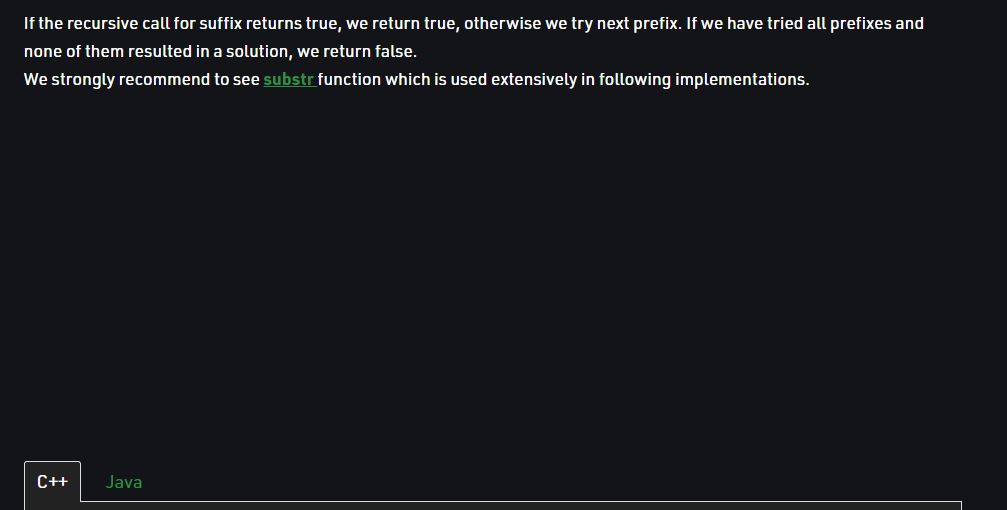 If the recursive call for suffix returns true, we return true, otherwise we try next prefix. If we have tried all prefixes and
none of them resulted in a solution, we return false.
We strongly recommend to see substr function which is used extensively in following implementations.
C++ Java